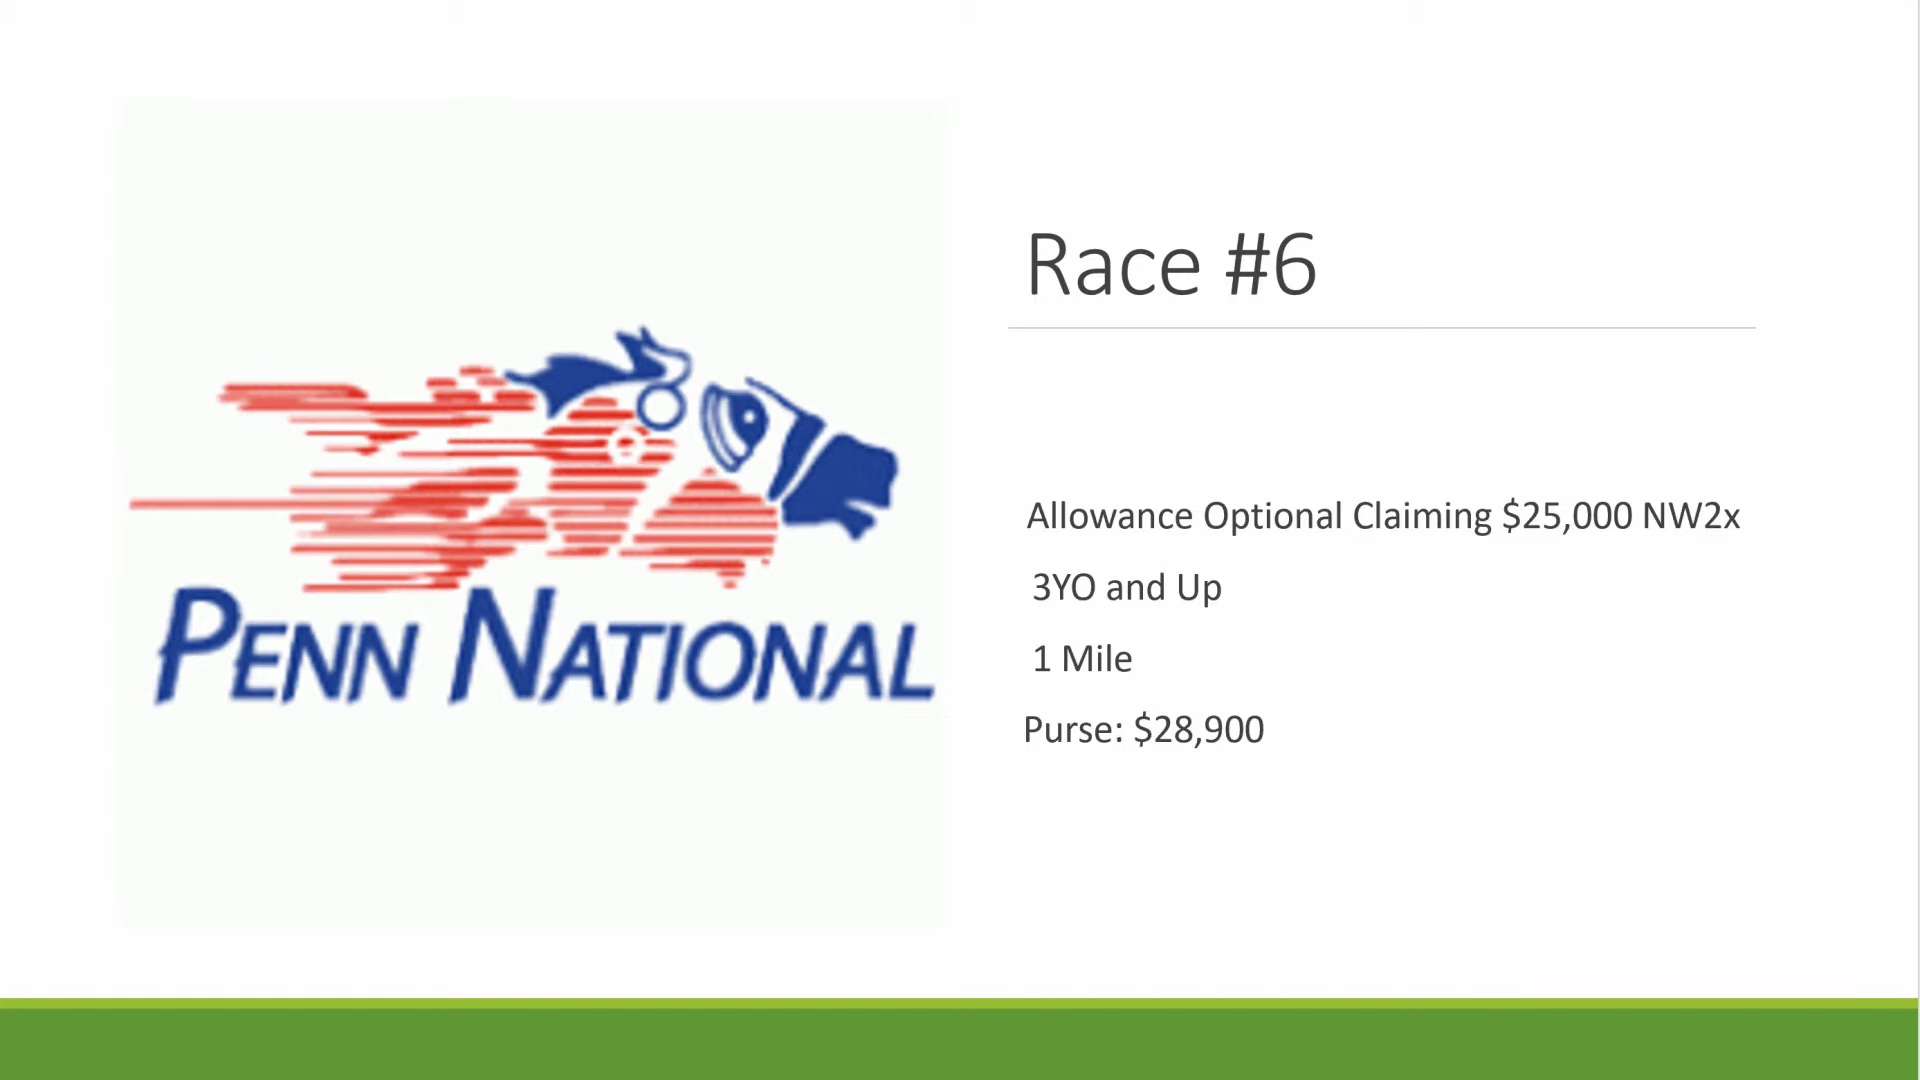 PENN NATIONAL
Race #6
Allowance Optional Claiming $25,000 NW2x
3YO and Up
1 Mile
Purse: $28,900